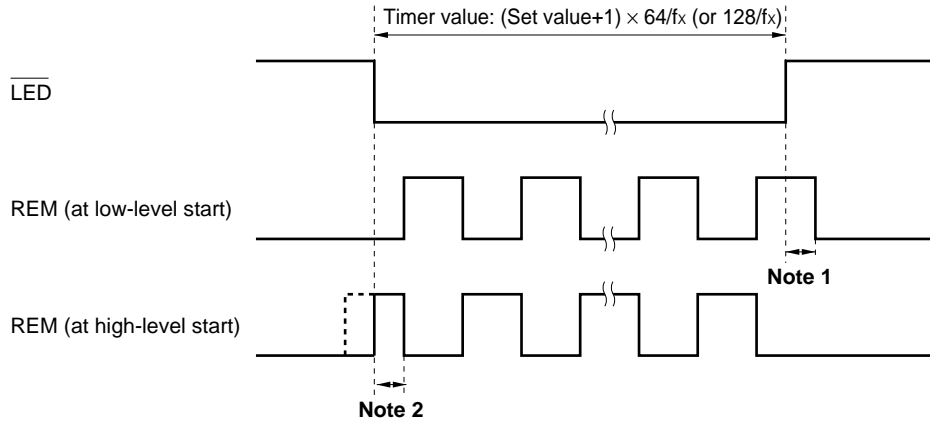 Timer value: (Set value+1) × 64/fx (or 128/fx)
LED
REM (at low-level start)
Note 1
REM (at high-level start)
Note 2